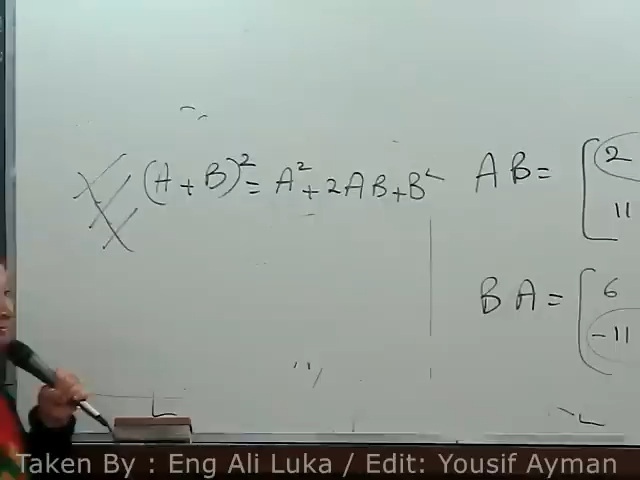 (A + B)² = A² + 2AB + B²
AB = [2
11
BA = [6
-11
Taken By : Eng Ali Luka / Edit: Yousif Ayman